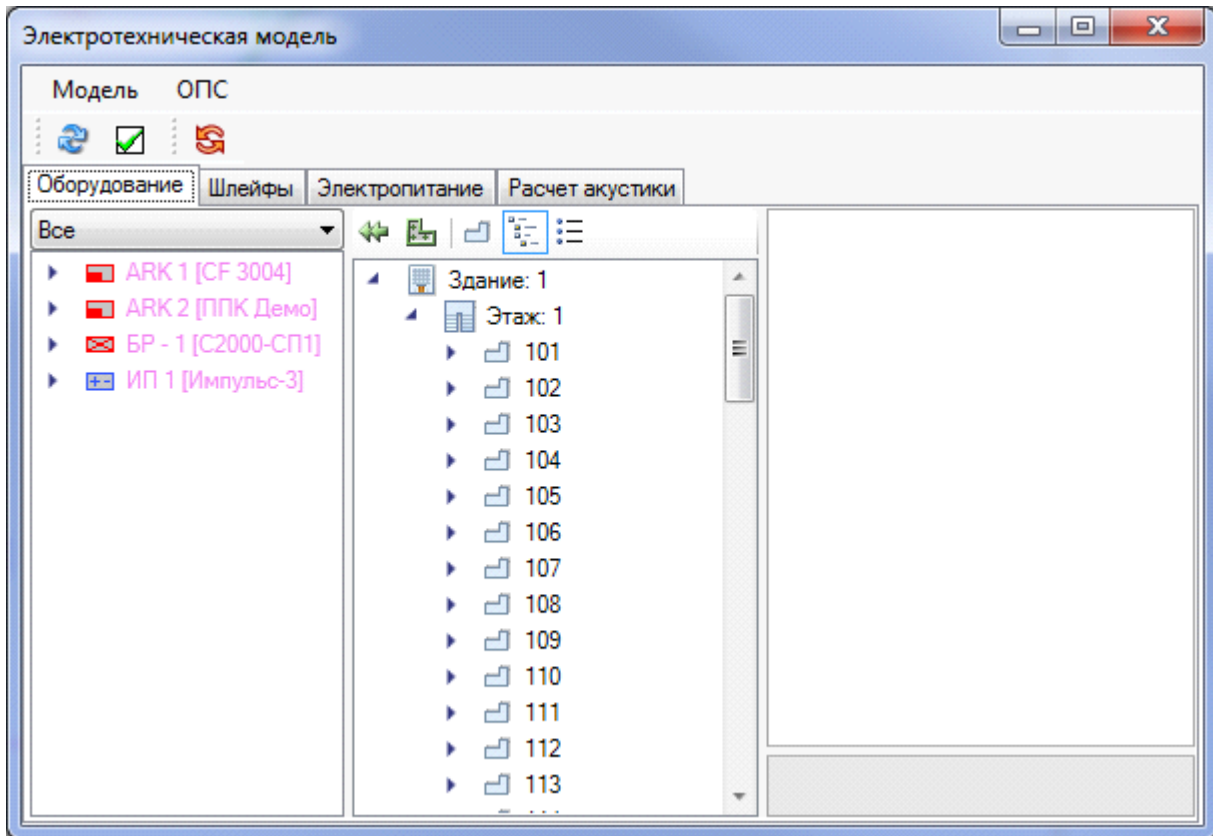 Электротехническая модель
Модель ОПС
Оборудование Шлейфы Электропитание Расчет акустики
Все
ARK 1 [CF 3004]
ARK 2 [ППК Демо]
БР - 1 [С2000-СП1]
ИП 1 [Импульс-3]
Здание: 1
Этаж: 1
101
102
103
104
105
106
107
108
109
110
111
112
113